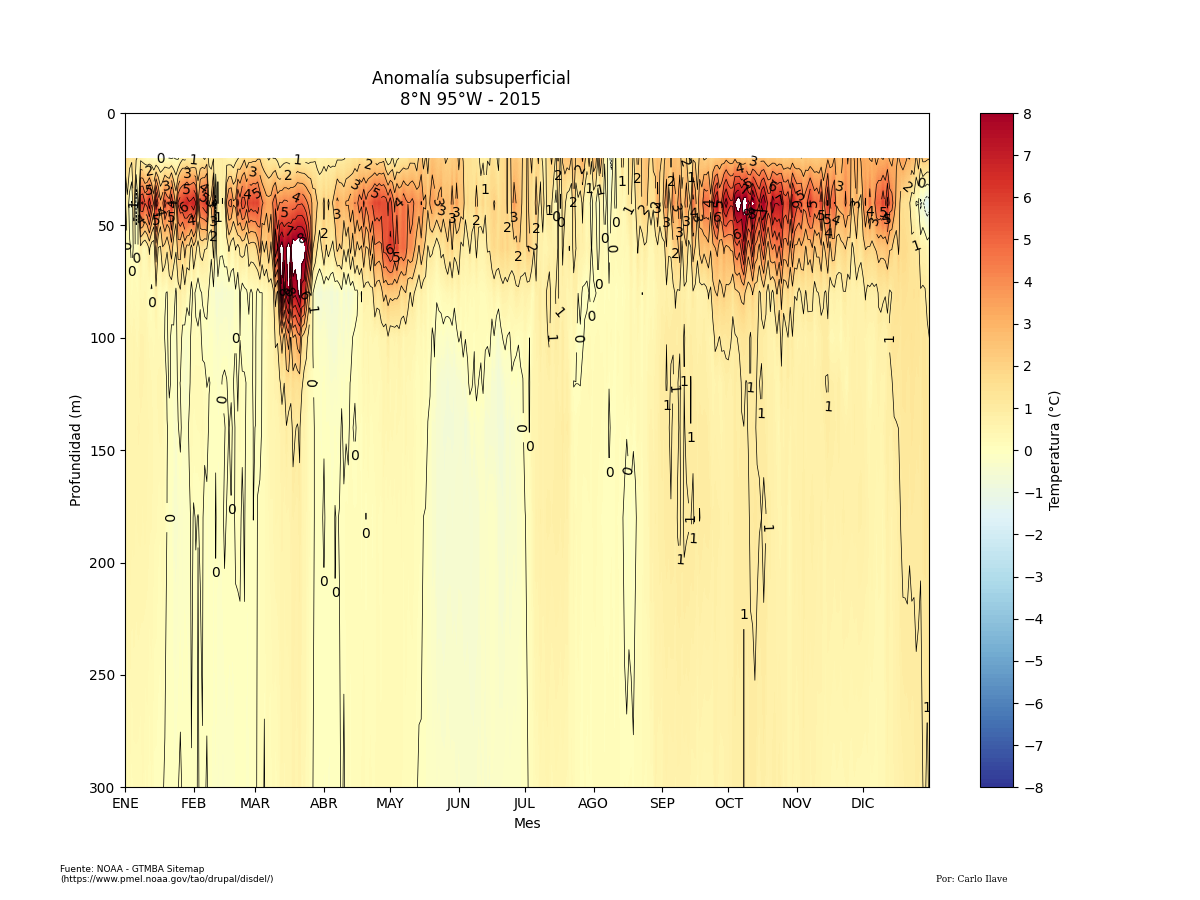 Anomalía subsuperficial
8°N 95°W - 2015
0
50
100
150
200
250
300
Profundidad (m)
ENE FEB MAR ABR MAY JUN JUL AGO SEP OCT NOV DIC
Mes
8
7
6
5
4
3
2
1
0
−1
−2
−3
−4
−5
−6
−7
−8
Temperatura (°C)
Fuente: NOAA - GTMBA Sitemap
(https://www.pmel.noaa.gov/tao/drupal/disdel/)
Por: Carlo Ilave